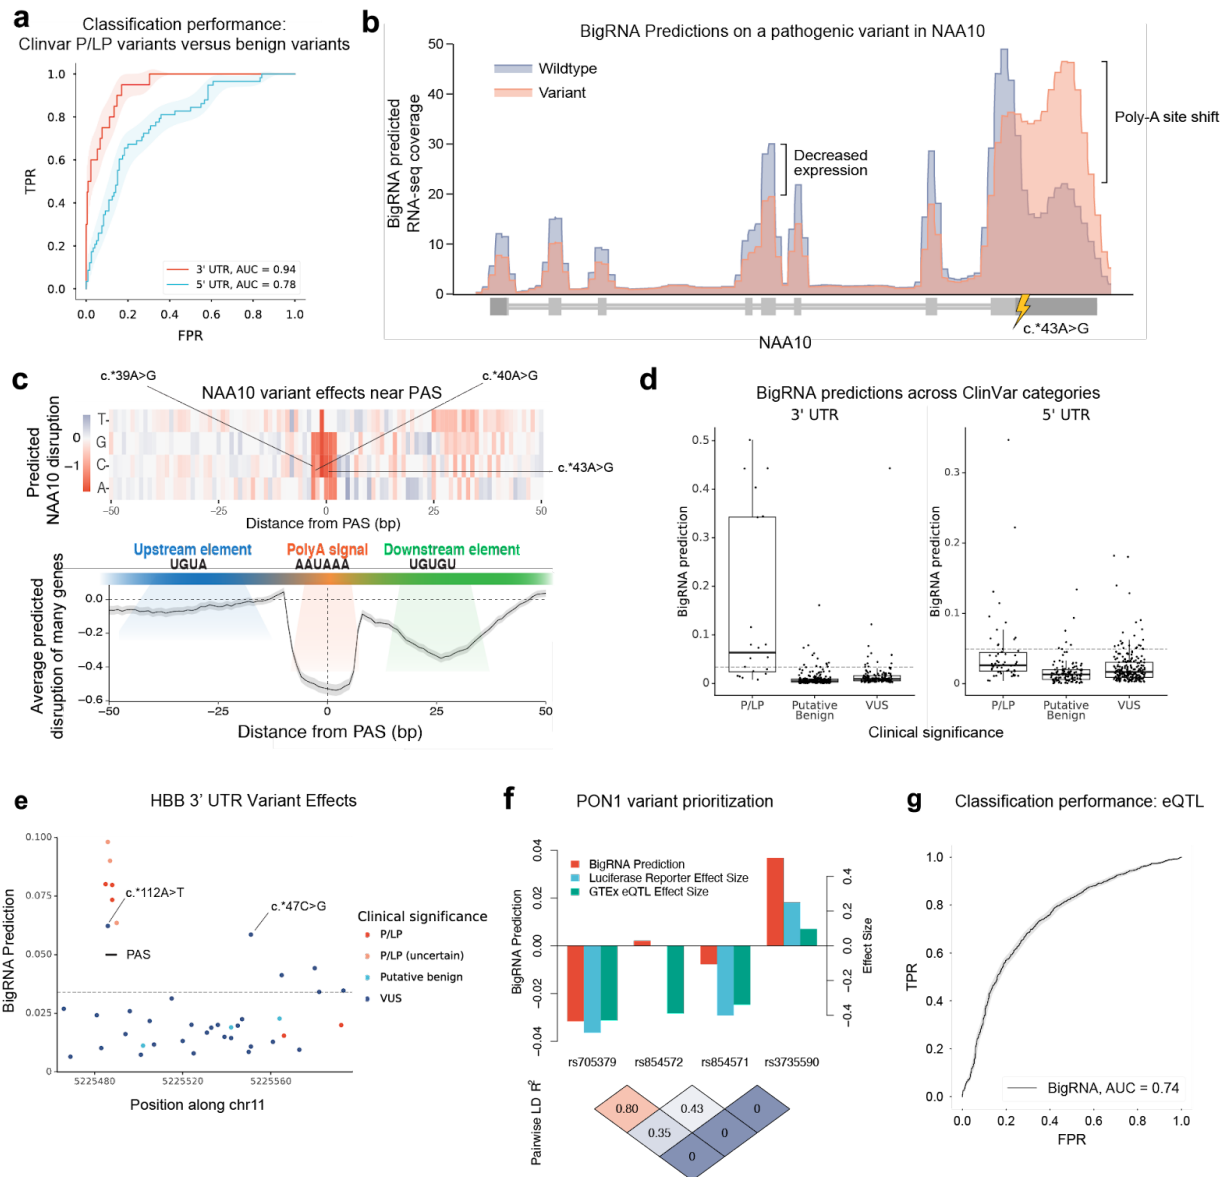 a
Classification performance:
Clinvar P/LP variants versus benign variants
1.0
0.8
0.6
0.4
0.2
0.0
TPR
3' UTR, AUC = 0.94
5' UTR, AUC = 0.78
0.0 0.2 0.4 0.6 0.8 1.0
FPR
b
BigRNA Predictions on a pathogenic variant in NAA10
50
40
30
20
10
0
BigRNA predicted
RNA-seq coverage
Wildtype
Variant
Decreased
expression
Poly-A site shift
c.*43A>G
NAA10
c
c.*39A>G
c.*40A>G
NAA10 variant effects near PAS
Predicted
NAA10 disruption
0
−1
T
G
C
A
c.*43A>G
−50 −25 0 25 50
Distance from PAS (bp)
Upstream element PolyA signal Downstream element
UGUA AAUAAA UGUGU
Average predicted
disruption of many genes
0.0
−0.2
−0.4
−0.6
−50 −25 0 25 50
Distance from PAS (bp)
d
BigRNA predictions across ClinVar categories
3' UTR 5' UTR
BigRNA prediction
0.5
0.4
0.3
0.2
0.1
0
P/LP Putative Benign VUS
BigRNA prediction
0.3
0.2
0.1
0
P/LP Putative Benign VUS
Clinical significance
e
HBB 3’ UTR Variant Effects
BigRNA Prediction
0.100
0.075
0.050
0.025
0
c.*112A>T
c.*47C>G
PAS
Clinical significance
P/LP
P/LP (uncertain)
Putative benign
VUS
5225480 5225520 5225560
Position along chr11
f
PON1 variant prioritization
BigRNA Prediction
0.04
0.02
0.00
−0.02
−0.04
BigRNA Prediction
Luciferase Reporter Effect Size
GTEx eQTL Effect Size
0.4
0.2
0.0
−0.2
−0.4
Effect Size
rs705379 rs854572 rs854571 rs3735590
Pairwise LD R²
0.80 0.43 0
0.35 0
0
g
Classification performance: eQTL
1.0
0.8
0.6
0.4
0.2
0.0
TPR
BigRNA, AUC = 0.74
0.0 0.2 0.4 0.6 0.8 1.0
FPR